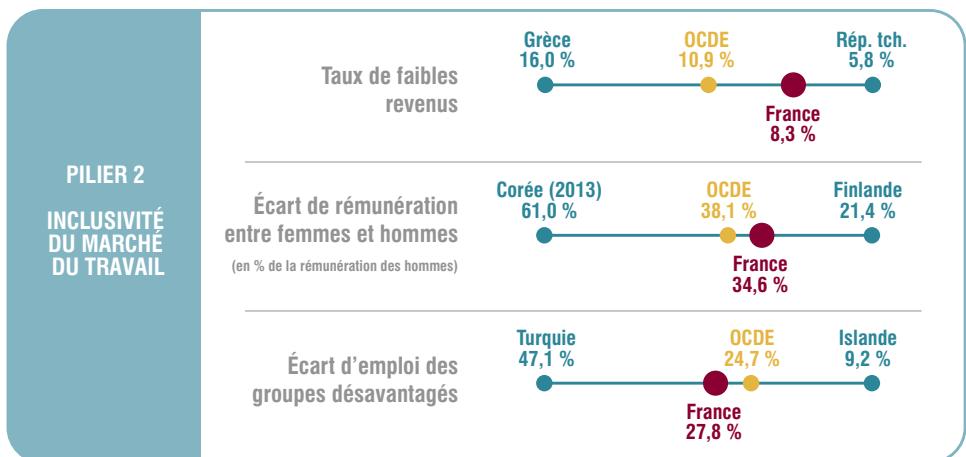 PILIER 2
INCLUSIVITÉ
DU MARCHÉ
DU TRAVAIL
Taux de faibles
revenus
Grèce
16,0 %
OCDE
10,9 %
Rép. tch.
5,8 %
France
8,3 %
Écart de rémunération
entre femmes et hommes
(en % de la rémunération des hommes)
Corée (2013)
61,0 %
OCDE
38,1 %
Finlande
21,4 %
France
34,6 %
Écart d’emploi des
groupes désavantagés
Turquie
47,1 %
OCDE
24,7 %
Islande
9,2 %
France
27,8 %